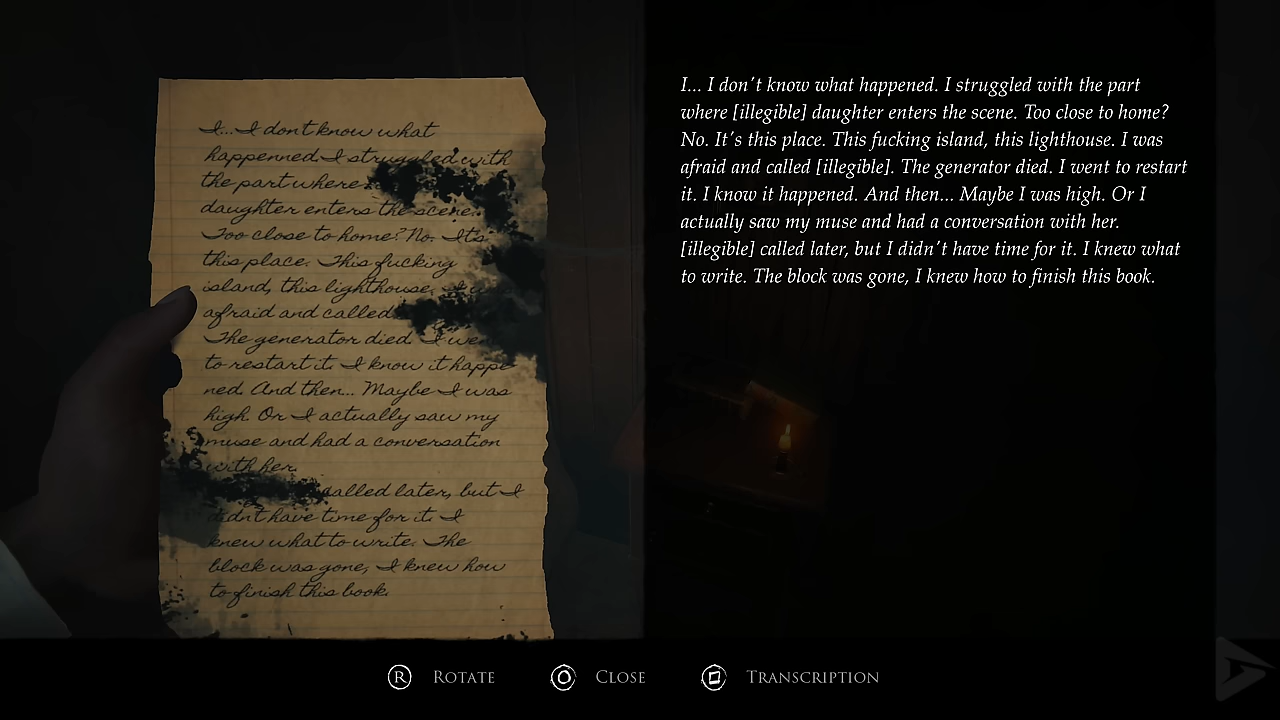 I... I dont know what
happenned. I struggled with
the part where
daughter enters the scene.
Too close to home? No. It's
this place. This fucking
island, this lighthouse. I w
afraid and called
The generator died. I wen
to restart it. I know it happe
ned. And then... Maybe I was
high. Or I actually saw my
muse and had a conversation
with her.
called later, but I
didn't have time for it. I
knew what to write. The
block was gone, I knew how
to finish this book.
I... I don't know what happened. I struggled with the part
where [illegible] daughter enters the scene. Too close to home?
No. It's this place. This fucking island, this lighthouse. I was
afraid and called [illegible]. The generator died. I went to restart
it. I know it happened. And then... Maybe I was high. Or I
actually saw my muse and had a conversation with her.
[illegible] called later, but I didn't have time for it. I knew what
to write. The block was gone, I knew how to finish this book.
R ROTATE CLOSE TRANSCRIPTION